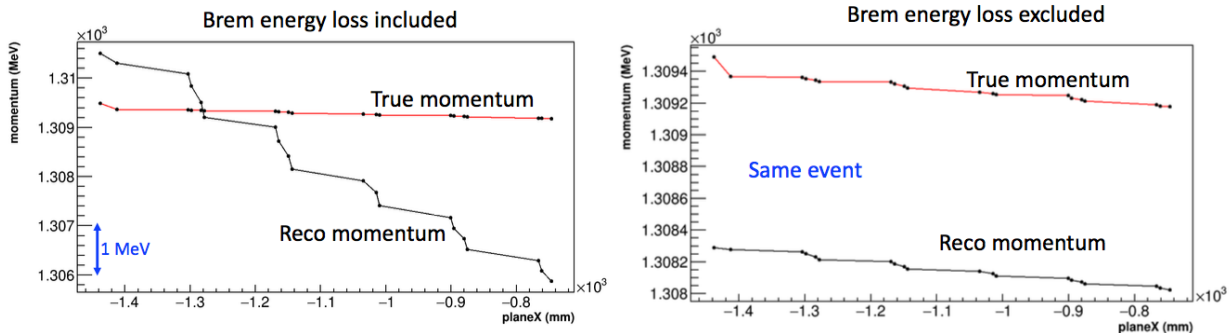 Brem energy loss included
×10³
momentum (MeV)
1.31
1.309
1.308
1.307
1.306
True momentum
Reco momentum
1 MeV
−1.4 −1.3 −1.2 −1.1 −1 −0.9 −0.8
×10³
planeX (mm)
Brem energy loss excluded
×10³
momentum (MeV)
1.3094
1.3092
1.309
1.3088
1.3086
1.3084
1.3082
1.308
True momentum
Same event
Reco momentum
−1.4 −1.3 −1.2 −1.1 −1 −0.9 −0.8
×10³
planeX (mm)